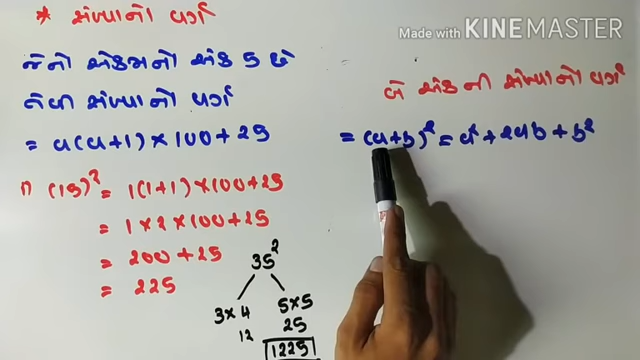 Made with KINEMASTER
* સંખ્યાનો વર્ગ
જેનો એકમનો અંક 5 છે
તેવી સંખ્યાનો વર્ગ
= a(a+1)×100+25
1) (15)² = 1(1+1)×100+25
= 1×2×100+25
= 200+25
= 225
35²
3×4 5×5
12 25
1225
બે અંકની સંખ્યાનો વર્ગ
= (a+b)² = a²+2ab+b²